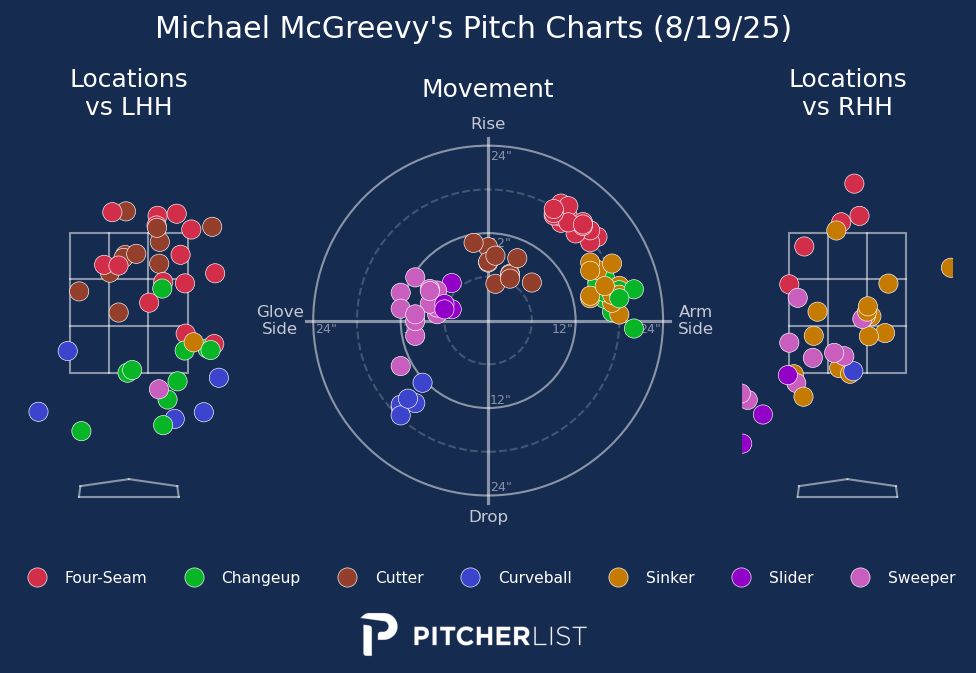 Michael McGreevy's Pitch Charts (8/19/25)
Locations
vs LHH
Movement
Locations
vs RHH
Rise
24"
2"
Glove
Side
24"
12"
24"
Arm
Side
12"
24"
Drop
Four-Seam
Changeup
Cutter
Curveball
Sinker
Slider
Sweeper
PITCHERLIST